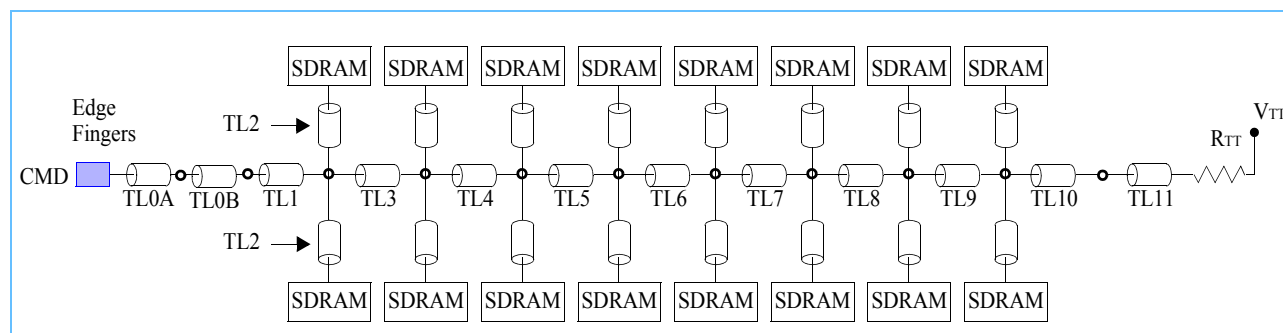 SDRAM SDRAM SDRAM SDRAM SDRAM SDRAM SDRAM SDRAM
Edge
Fingers
TL2
VTT
RTT
CMD
TL0A TL0B TL1 TL3 TL4 TL5 TL6 TL7 TL8 TL9 TL10 TL11
TL2
SDRAM SDRAM SDRAM SDRAM SDRAM SDRAM SDRAM SDRAM